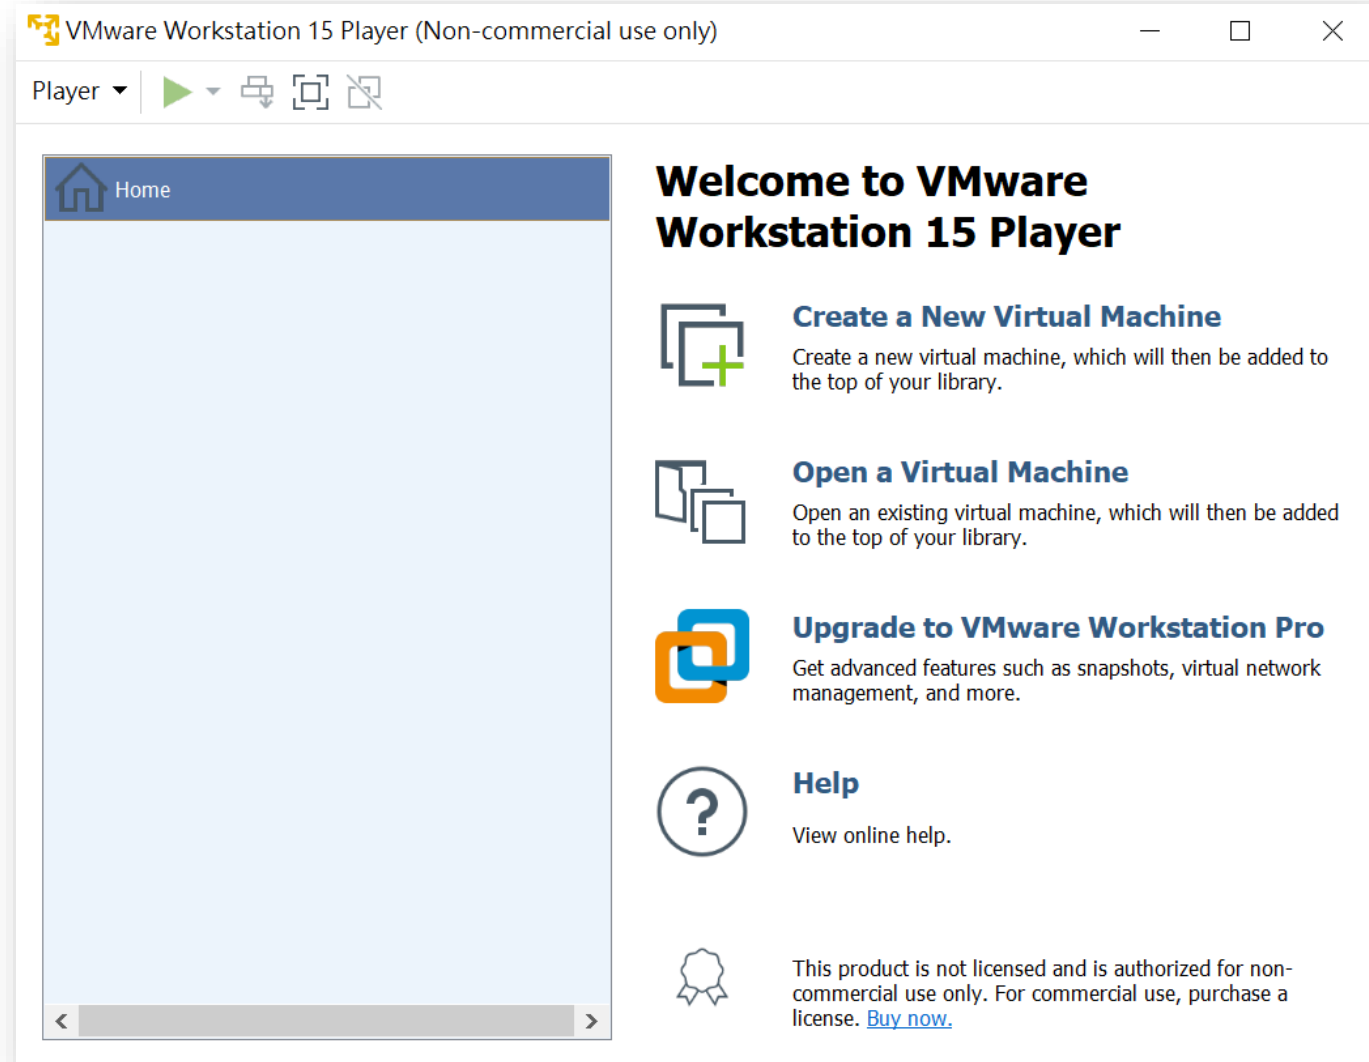 VMware Workstation 15 Player (Non-commercial use only)
Player
Home
Welcome to VMware
Workstation 15 Player
Create a New Virtual Machine
Create a new virtual machine, which will then be added to
the top of your library.
Open a Virtual Machine
Open an existing virtual machine, which will then be added
to the top of your library.
Upgrade to VMware Workstation Pro
Get advanced features such as snapshots, virtual network
management, and more.
Help
View online help.
This product is not licensed and is authorized for non-
commercial use only. For commercial use, purchase a
license. Buy now.